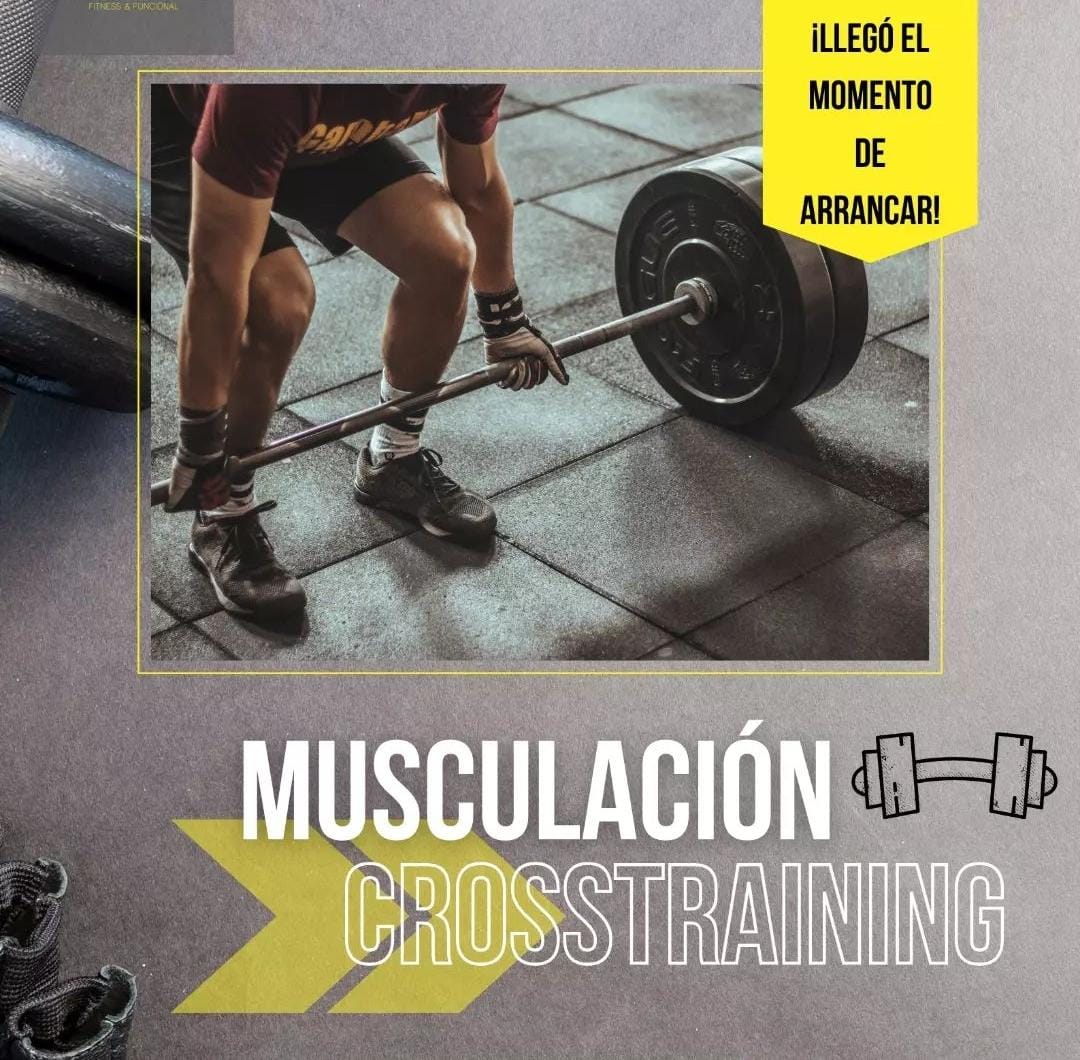 FITNESS & FUNCIONAL
¡LLEGÓ EL
MOMENTO
DE
ARRANCAR!
MUSCULACIÓN
CROSSTRAINING